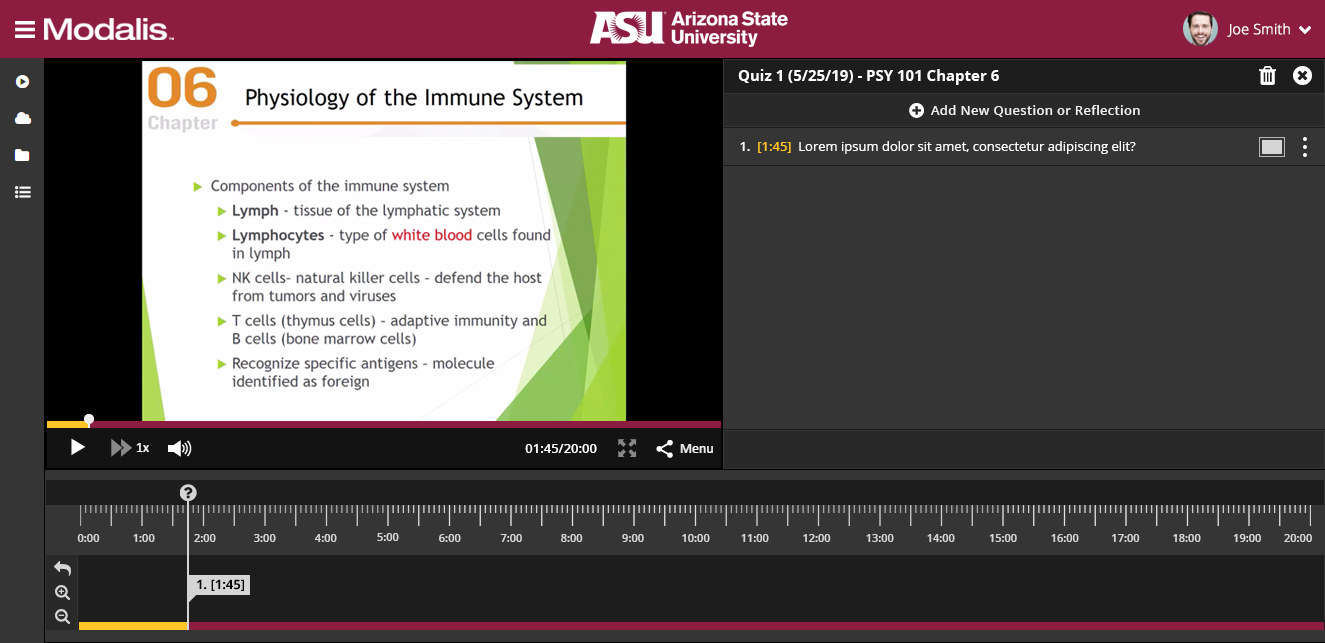 Modalis™
ASU Arizona State
University
Joe Smith
06
Chapter
Physiology of the Immune System
Components of the immune system
Lymph - tissue of the lymphatic system
Lymphocytes - type of white blood cells found
in lymph
NK cells- natural killer cells - defend the host
from tumors and viruses
T cells (thymus cells) - adaptive immunity and
B cells (bone marrow cells)
Recognize specific antigens - molecule
identified as foreign
1x
01:45/20:00
Menu
Quiz 1 (5/25/19) - PSY 101 Chapter 6
Add New Question or Reflection
1. [1:45] Lorem ipsum dolor sit amet, consectetur adipiscing elit?
?
0:00 1:00 2:00 3:00 4:00 5:00 6:00 7:00 8:00 9:00 10:00 11:00 12:00 13:00 14:00 15:00 16:00 17:00 18:00 19:00 20:00
1. [1:45]